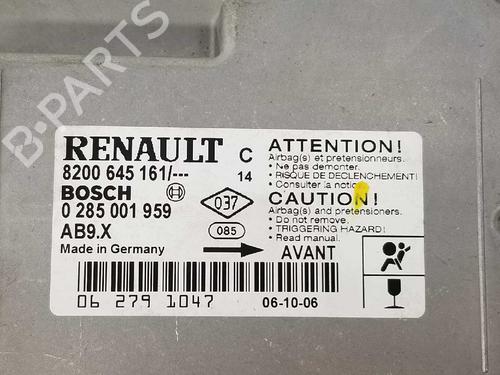 B-PARTS
RENAULT C
8200 645 161/--- 14
BOSCH
0 285 001 959 037
AB9.X 085
Made in Germany AVANT
06 2791 1047 06-10-06
ATTENTION!
Airbag(s) et pretensionneurs.
• Ne pas demonter.
• RISQUE DE DECLENCHEMENT!
• Consulter la notice
CAUTION!
Airbag(s) and pretensioners.
• Do not remove.
• TRIGGERING HAZARD!
• Read manual.